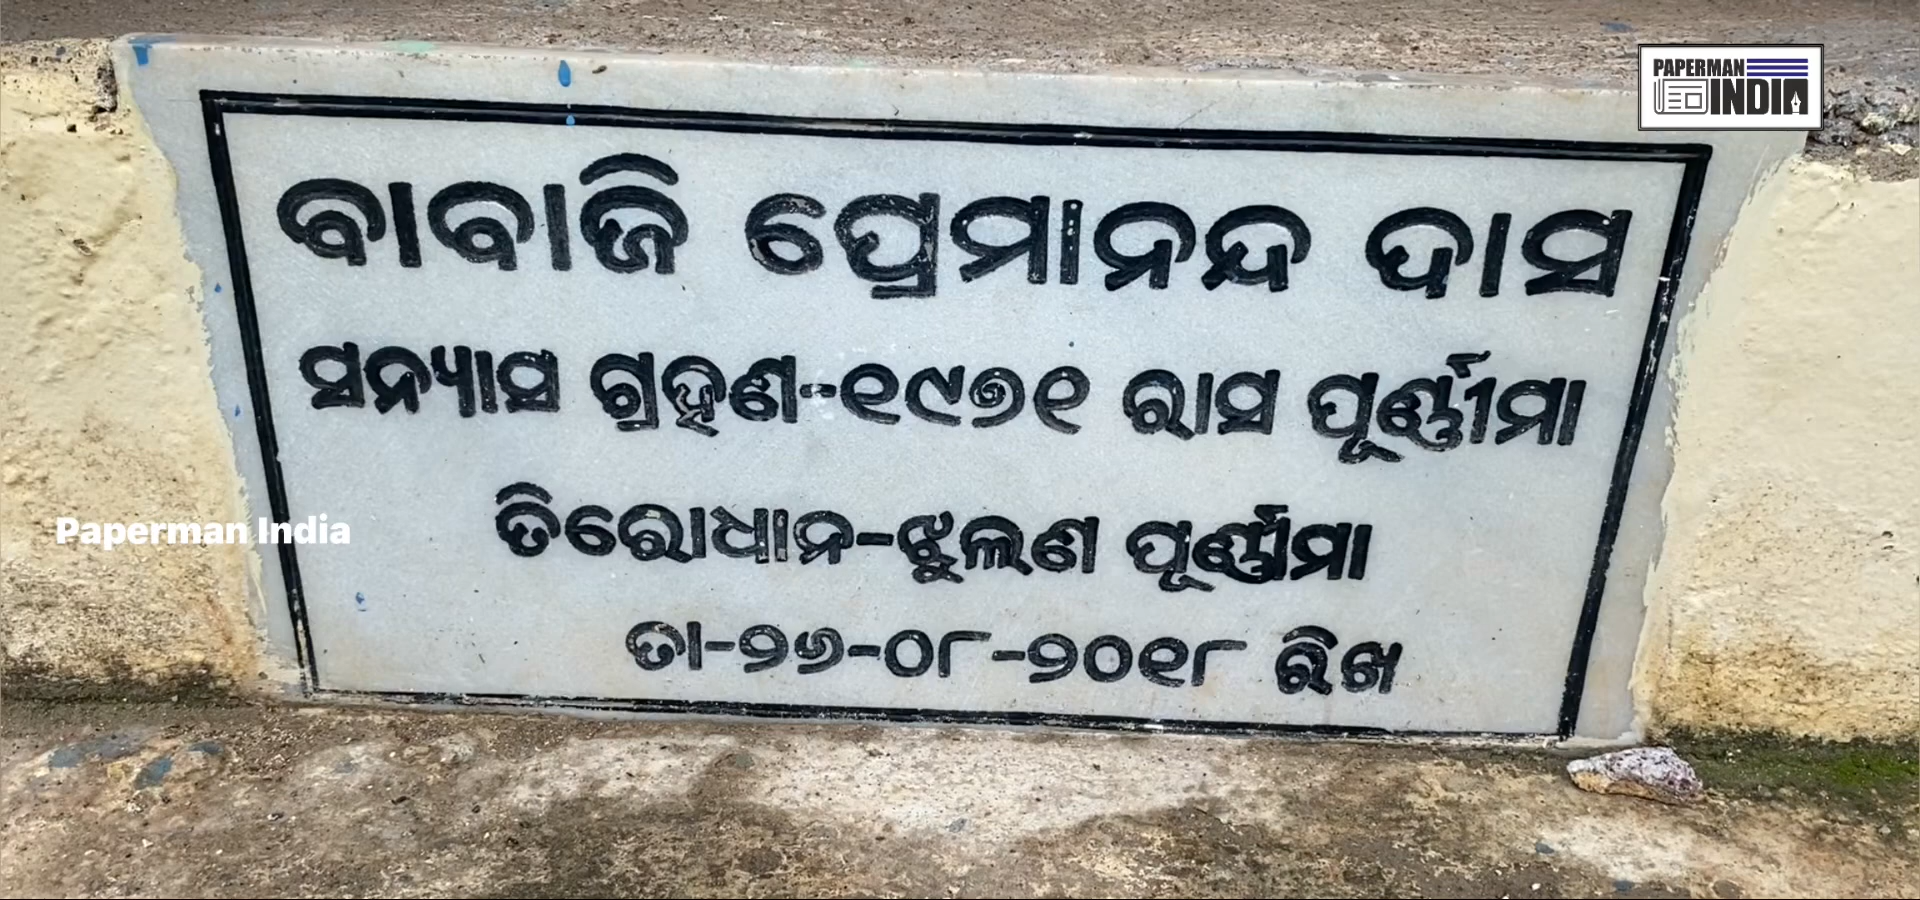 PAPERMAN
INDIA
ବାବାଜି ପ୍ରେମାନନ୍ଦ ଦାସ
ସନ୍ୟାସ ଗ୍ରହଣ-୧୯୭୧ ରାସ ପୂର୍ଣ୍ଣୀମା
ତିରୋଧାନ-ଝୁଲଣ ପୂର୍ଣ୍ଣୀମା
Paperman India
ତା-୨୬-୦୮-୨୦୧୮ ରିଖ